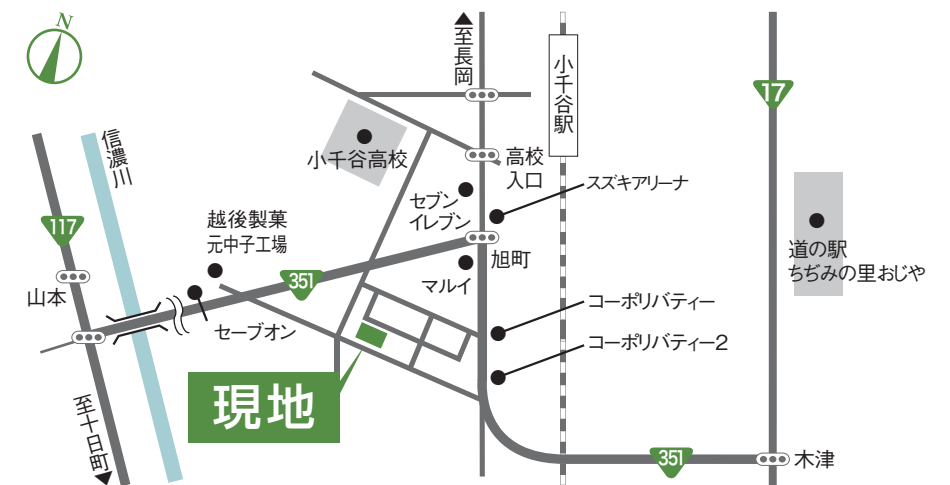 N
至長岡
小千谷駅
17
信濃川
小千谷高校
高校
入口
スズキアリーナ
セブン
イレブン
117
越後製菓
元中子工場
旭町
道の駅
ちぢみの里おじや
351
マルイ
山本
セーブオン
コーポリバティー
コーポリバティー2
現地
至十日町
351
木津